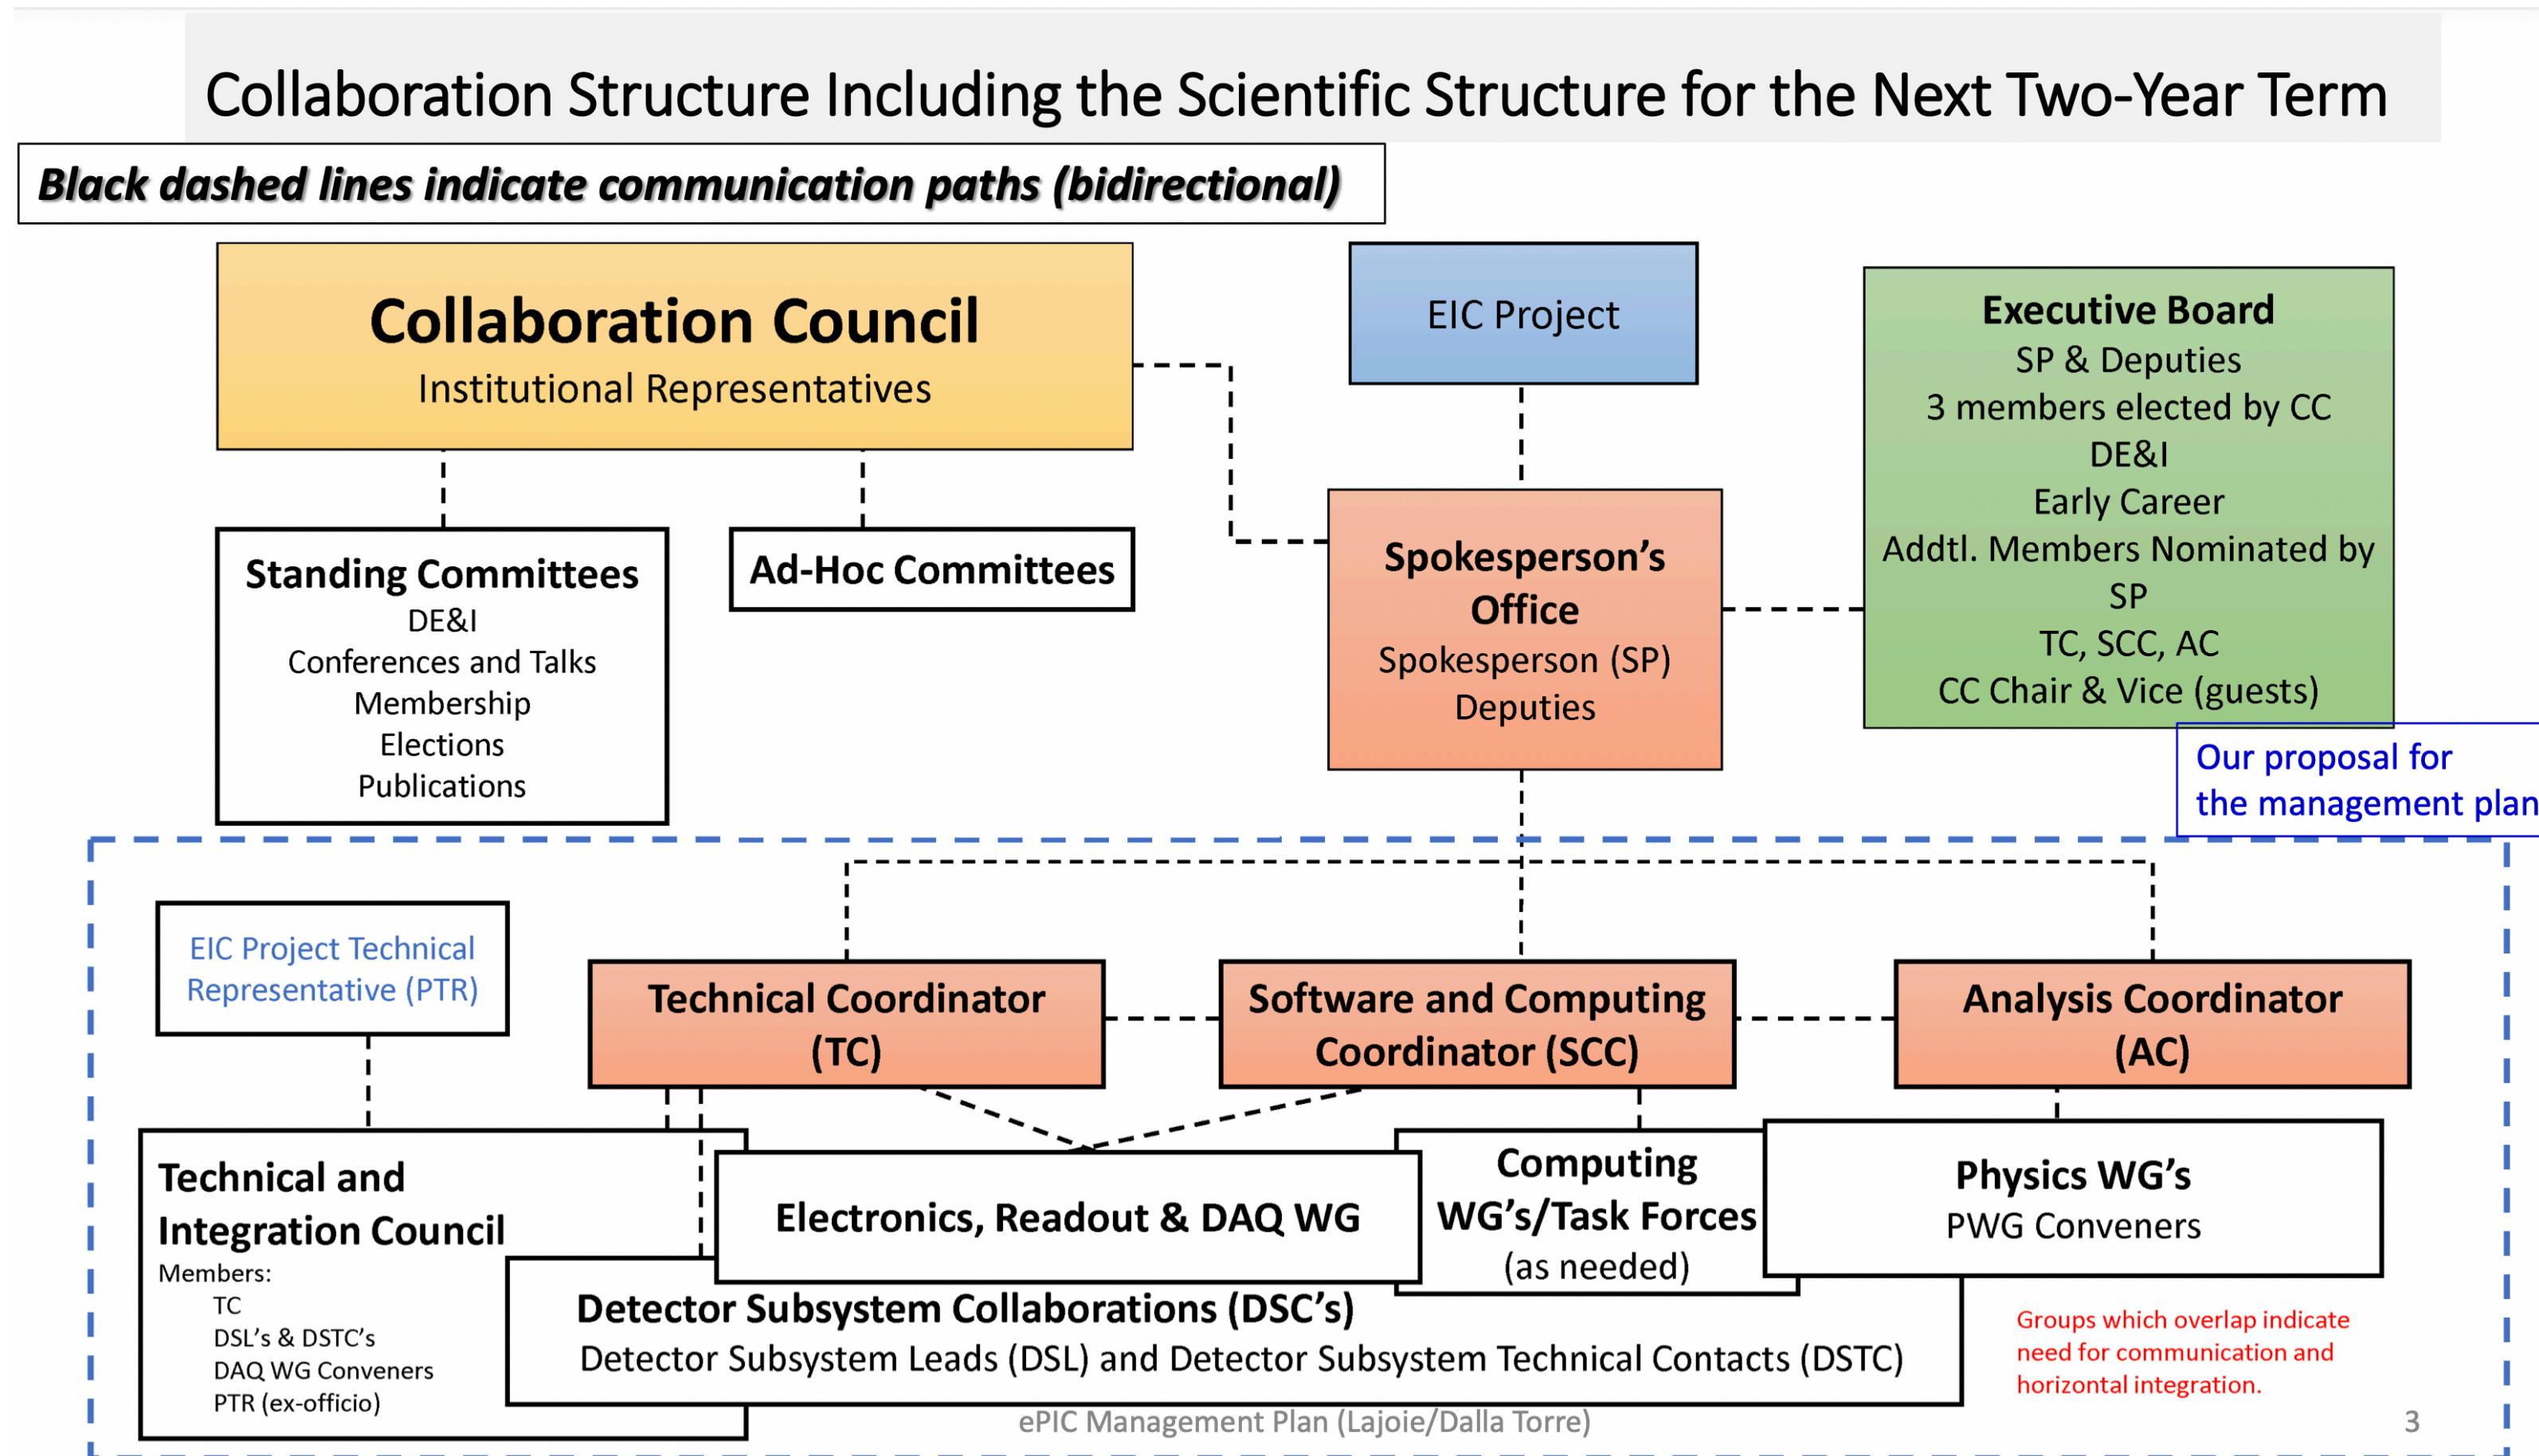 Collaboration Structure Including the Scientific Structure for the Next Two-Year Term
Black dashed lines indicate communication paths (bidirectional)
Collaboration Council
Institutional Representatives
EIC Project
Executive Board
SP & Deputies
3 members elected by CC
DE&I
Early Career
Addtl. Members Nominated by
SP
TC, SCC, AC
CC Chair & Vice (guests)
Standing Committees
DE&I
Conferences and Talks
Membership
Elections
Publications
Ad-Hoc Committees
Spokesperson’s
Office
Spokesperson (SP)
Deputies
Our proposal for
the management plan
EIC Project Technical
Representative (PTR)
Technical Coordinator
(TC)
Software and Computing
Coordinator (SCC)
Analysis Coordinator
(AC)
Technical and
Integration Council
Members:
TC
DSL’s & DSTC’s
DAQ WG Conveners
PTR (ex-officio)
Electronics, Readout & DAQ WG
Computing
WG’s/Task Forces
(as needed)
Physics WG’s
PWG Conveners
Detector Subsystem Collaborations (DSC’s)
Detector Subsystem Leads (DSL) and Detector Subsystem Technical Contacts (DSTC)
Groups which overlap indicate
need for communication and
horizontal integration.
ePIC Management Plan (Lajoie/Dalla Torre)
3